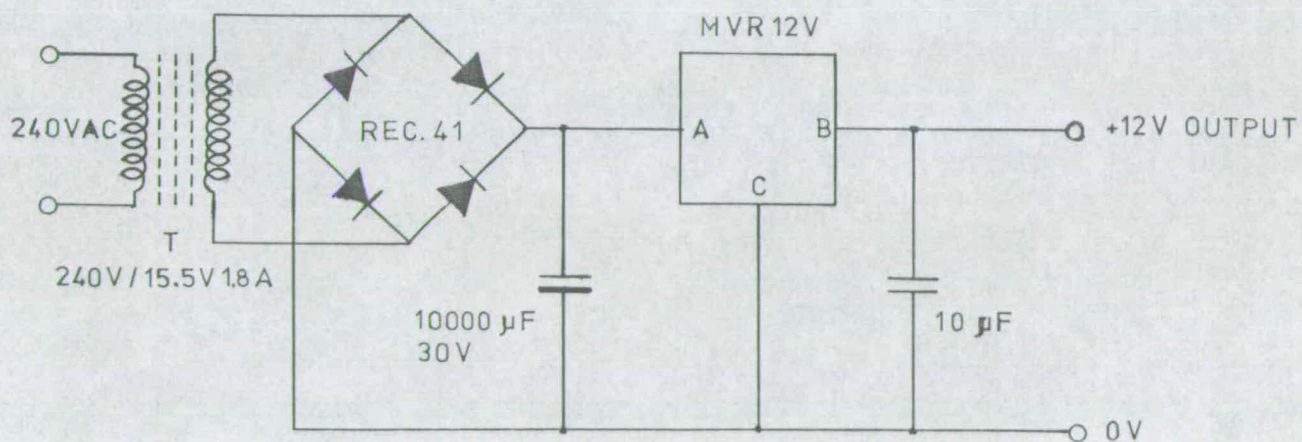 MVR 12V
240VAC
REC. 41
A
B
+12V OUTPUT
C
T
240V / 15.5V 1.8A
10000 µF
30V
10 µF
0V